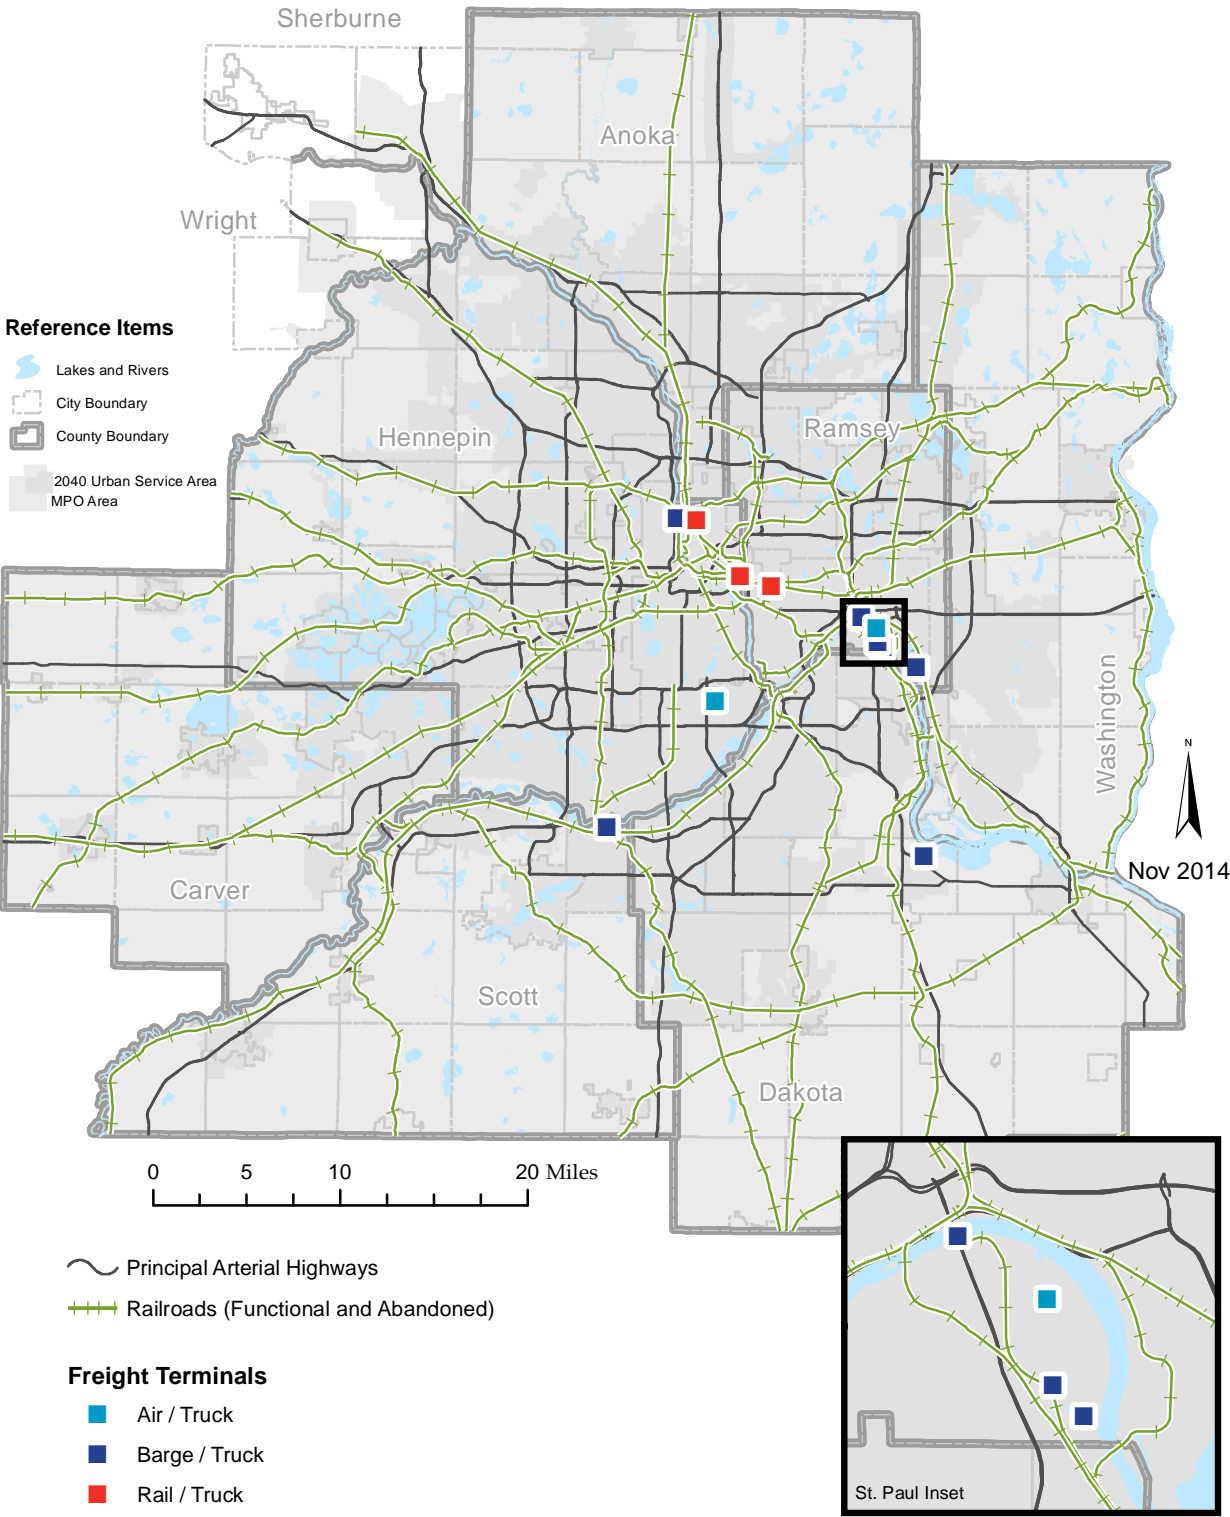 Sherburne
Anoka
Wright
Reference Items
Lakes and Rivers
City Boundary
County Boundary
2040 Urban Service Area
MPO Area
Hennepin
Ramsey
Washington
N
Nov 2014
Carver
Scott
Dakota
0 5 10 20 Miles
Principal Arterial Highways
Railroads (Functional and Abandoned)
Freight Terminals
Air / Truck
Barge / Truck
Rail / Truck
St. Paul Inset